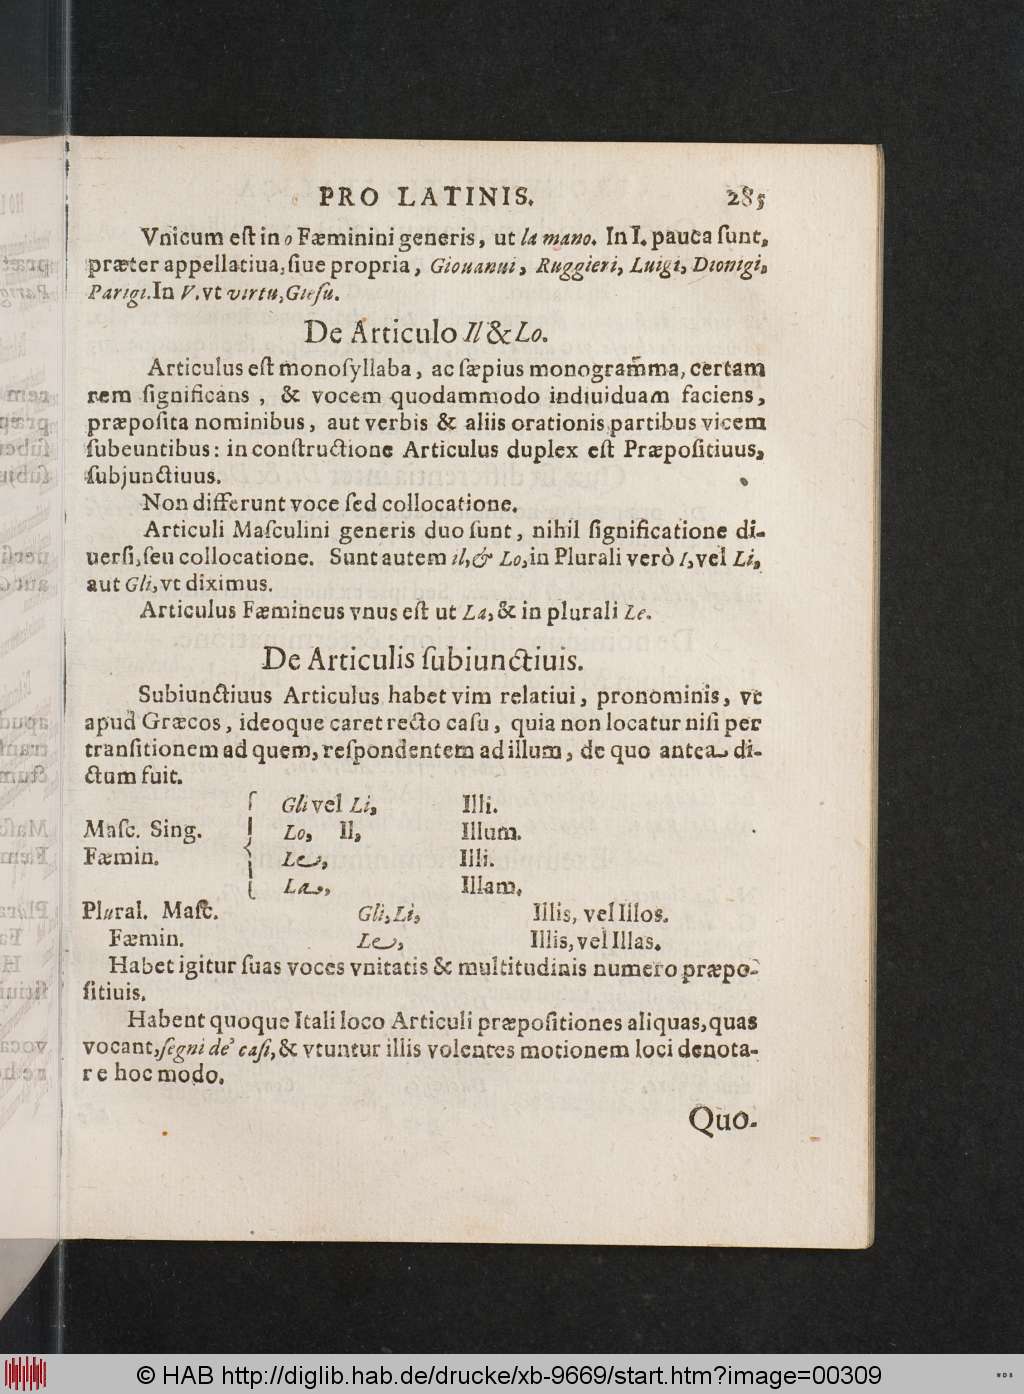 PRO LATINIS. 285
Vnicum eſt in o Fæminini generis, ut la mano. In I. pauca ſunt,
præter appellatiua, ſiue propria, Giouanni, Ruggieri, Luigi, Dionigi,
Parigi. In V. vt virtu, Gieſu.
De Articulo Il & Lo.
Articulus eſt monoſyllaba, ac ſæpius monogram̃ma, certam
rem ſignificans, & vocem quodammodo indiuiduam faciens,
præpoſita nominibus, aut verbis & aliis orationis partibus vicem
ſubeuntibus: in conſtructione Articulus duplex eſt Præpoſitiuus,
ſubjunctiuus.
Non differunt voce ſed collocatione.
Articuli Maſculini generis duo ſunt, nihil ſignificatione di-
uerſi, ſeu collocatione. Sunt autem il, & Lo, in Plurali verò I, vel Li,
aut Gli, vt diximus.
Articulus Fæmineus vnus eſt ut La, & in plurali Le.
De Articulis ſubiunctiuis.
Subiunctiuus Articulus habet vim relatiui, pronominis, vt
apud Græcos, ideoque caret recto caſu, quia non locatur niſi per
tranſitionem ad quem, reſpondentem ad illum, de quo antea di-
ctum fuit.
Gli vel Li, Illi.
Maſc. Sing. Lo, Il, Illum.
Fæmin. Le, Illi.
La, Illam.
Plural. Maſc. Gli, Li, Illis, vel Illos.
Fæmin. Le, Illis, vel Illas.
Habet igitur ſuas voces vnitatis & multitudinis numero præpo-
ſitiuis.
Habent quoque Itali loco Articuli præpoſitiones aliquas, quas
vocant, ſegni de' caſi, & vtuntur illis volentes motionem loci denota-
re hoc modo.
Quo-
© HAB http://diglib.hab.de/drucke/xb-9669/start.htm?image=00309